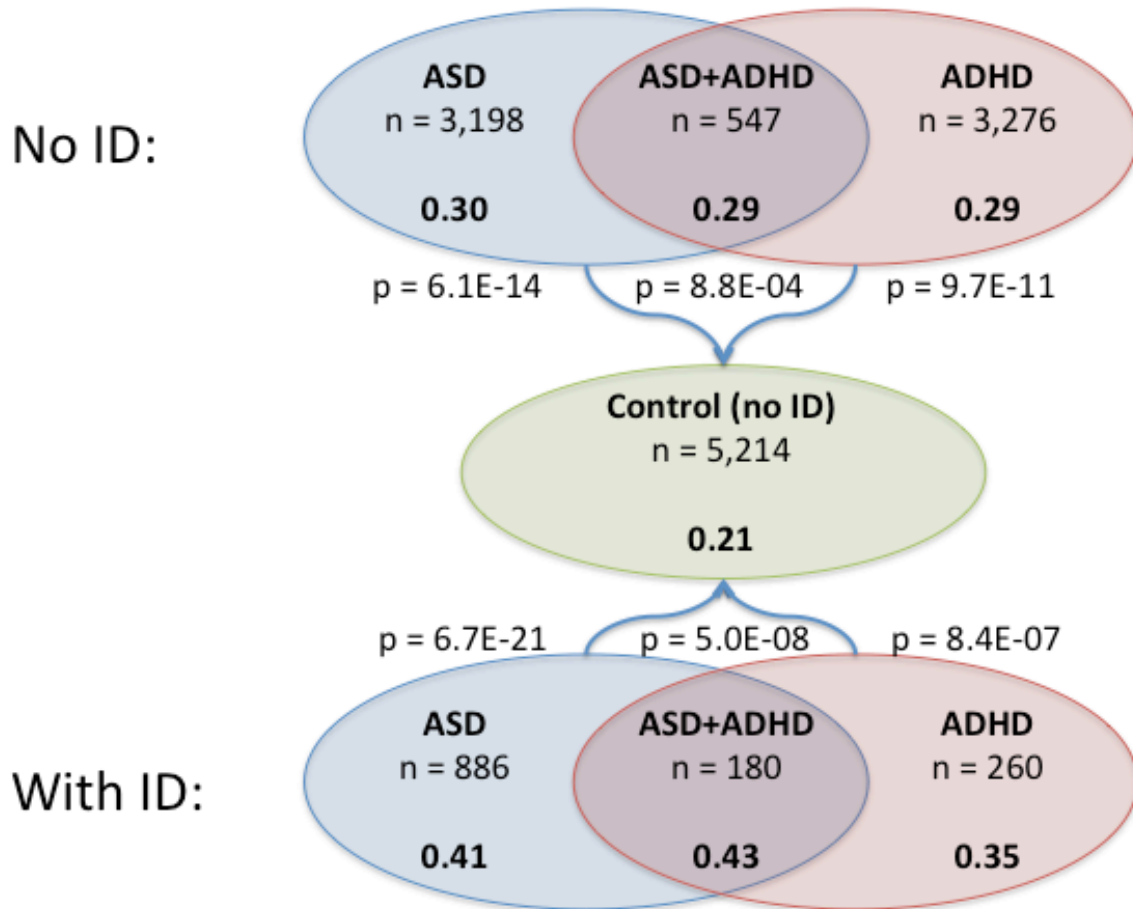 No ID:
ASD
n = 3,198
0.30
ASD+ADHD
n = 547
0.29
ADHD
n = 3,276
0.29
p = 6.1E-14
p = 8.8E-04
p = 9.7E-11
Control (no ID)
n = 5,214
0.21
p = 6.7E-21
p = 5.0E-08
p = 8.4E-07
With ID:
ASD
n = 886
0.41
ASD+ADHD
n = 180
0.43
ADHD
n = 260
0.35